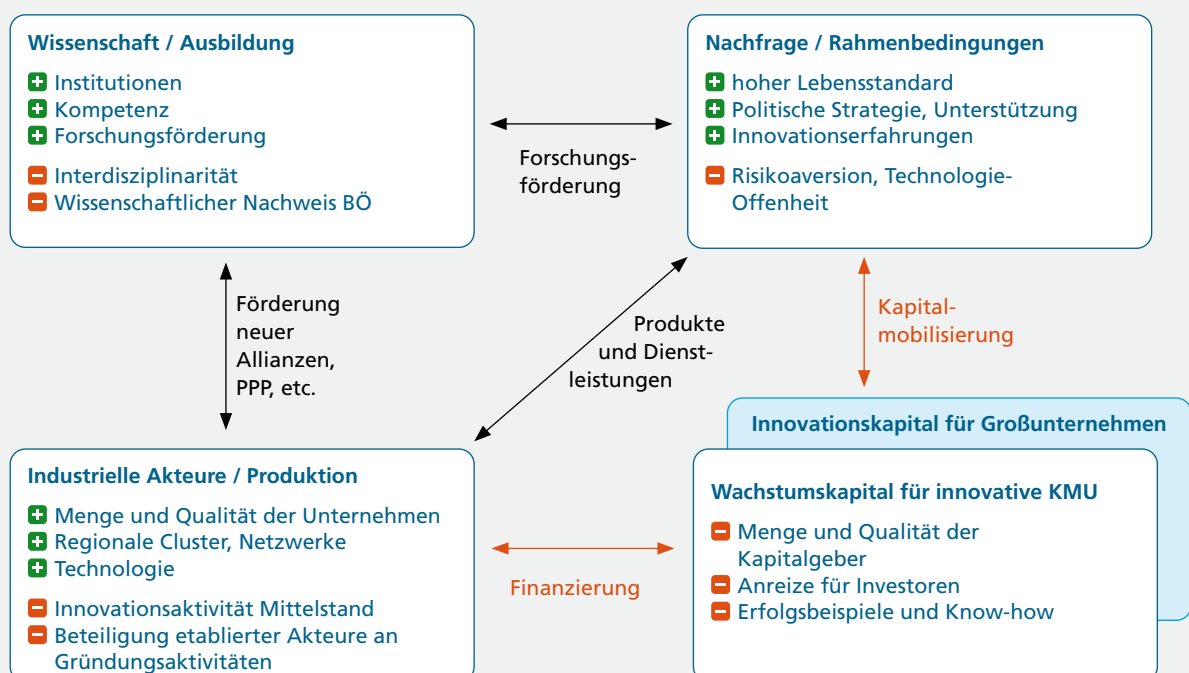 Wissenschaft / Ausbildung
Institutionen
Kompetenz
Forschungsförderung
Interdisziplinarität
Wissenschaftlicher Nachweis BÖ
Forschungs-
förderung
Nachfrage / Rahmenbedingungen
hoher Lebensstandard
Politische Strategie, Unterstützung
Innovationserfahrungen
Risikoaversion, Technologie-
Offenheit
Förderung
neuer
Allianzen,
PPP, etc.
Produkte
und Dienst-
leistungen
Kapital-
mobilisierung
Industrielle Akteure / Produktion
Menge und Qualität der Unternehmen
Regionale Cluster, Netzwerke
Technologie
Innovationsaktivität Mittelstand
Beteiligung etablierter Akteure an
Gründungsaktivitäten
Finanzierung
Innovationskapital für Großunternehmen
Wachstumskapital für innovative KMU
Menge und Qualität der
Kapitalgeber
Anreize für Investoren
Erfolgsbeispiele und Know-how